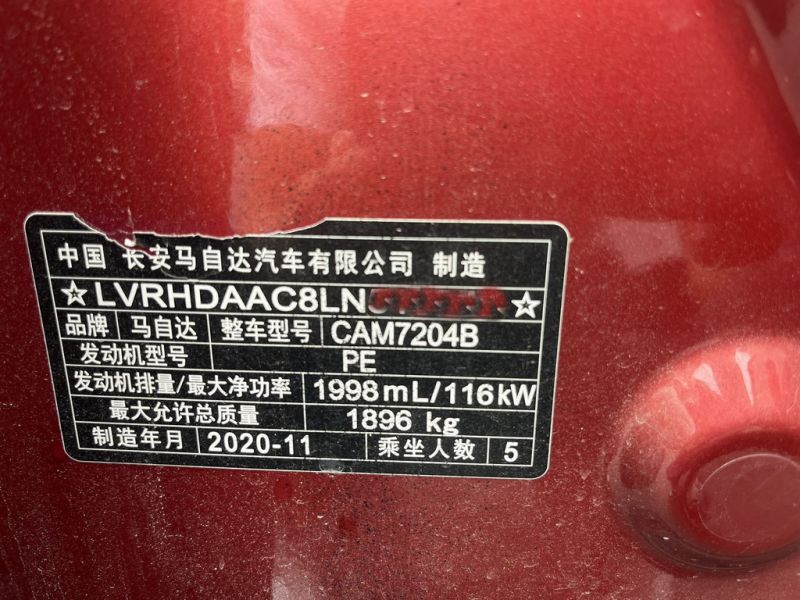 中国 长安马自达汽车有限公司 制造
☆LVRHDAAC8LN ☆
品牌 马自达 整车型号 CAM7204B
发动机型号 PE
发动机排量/最大净功率 1998mL/116kW
最大允许总质量 1896 kg
制造年月 2020-11 乘坐人数 5